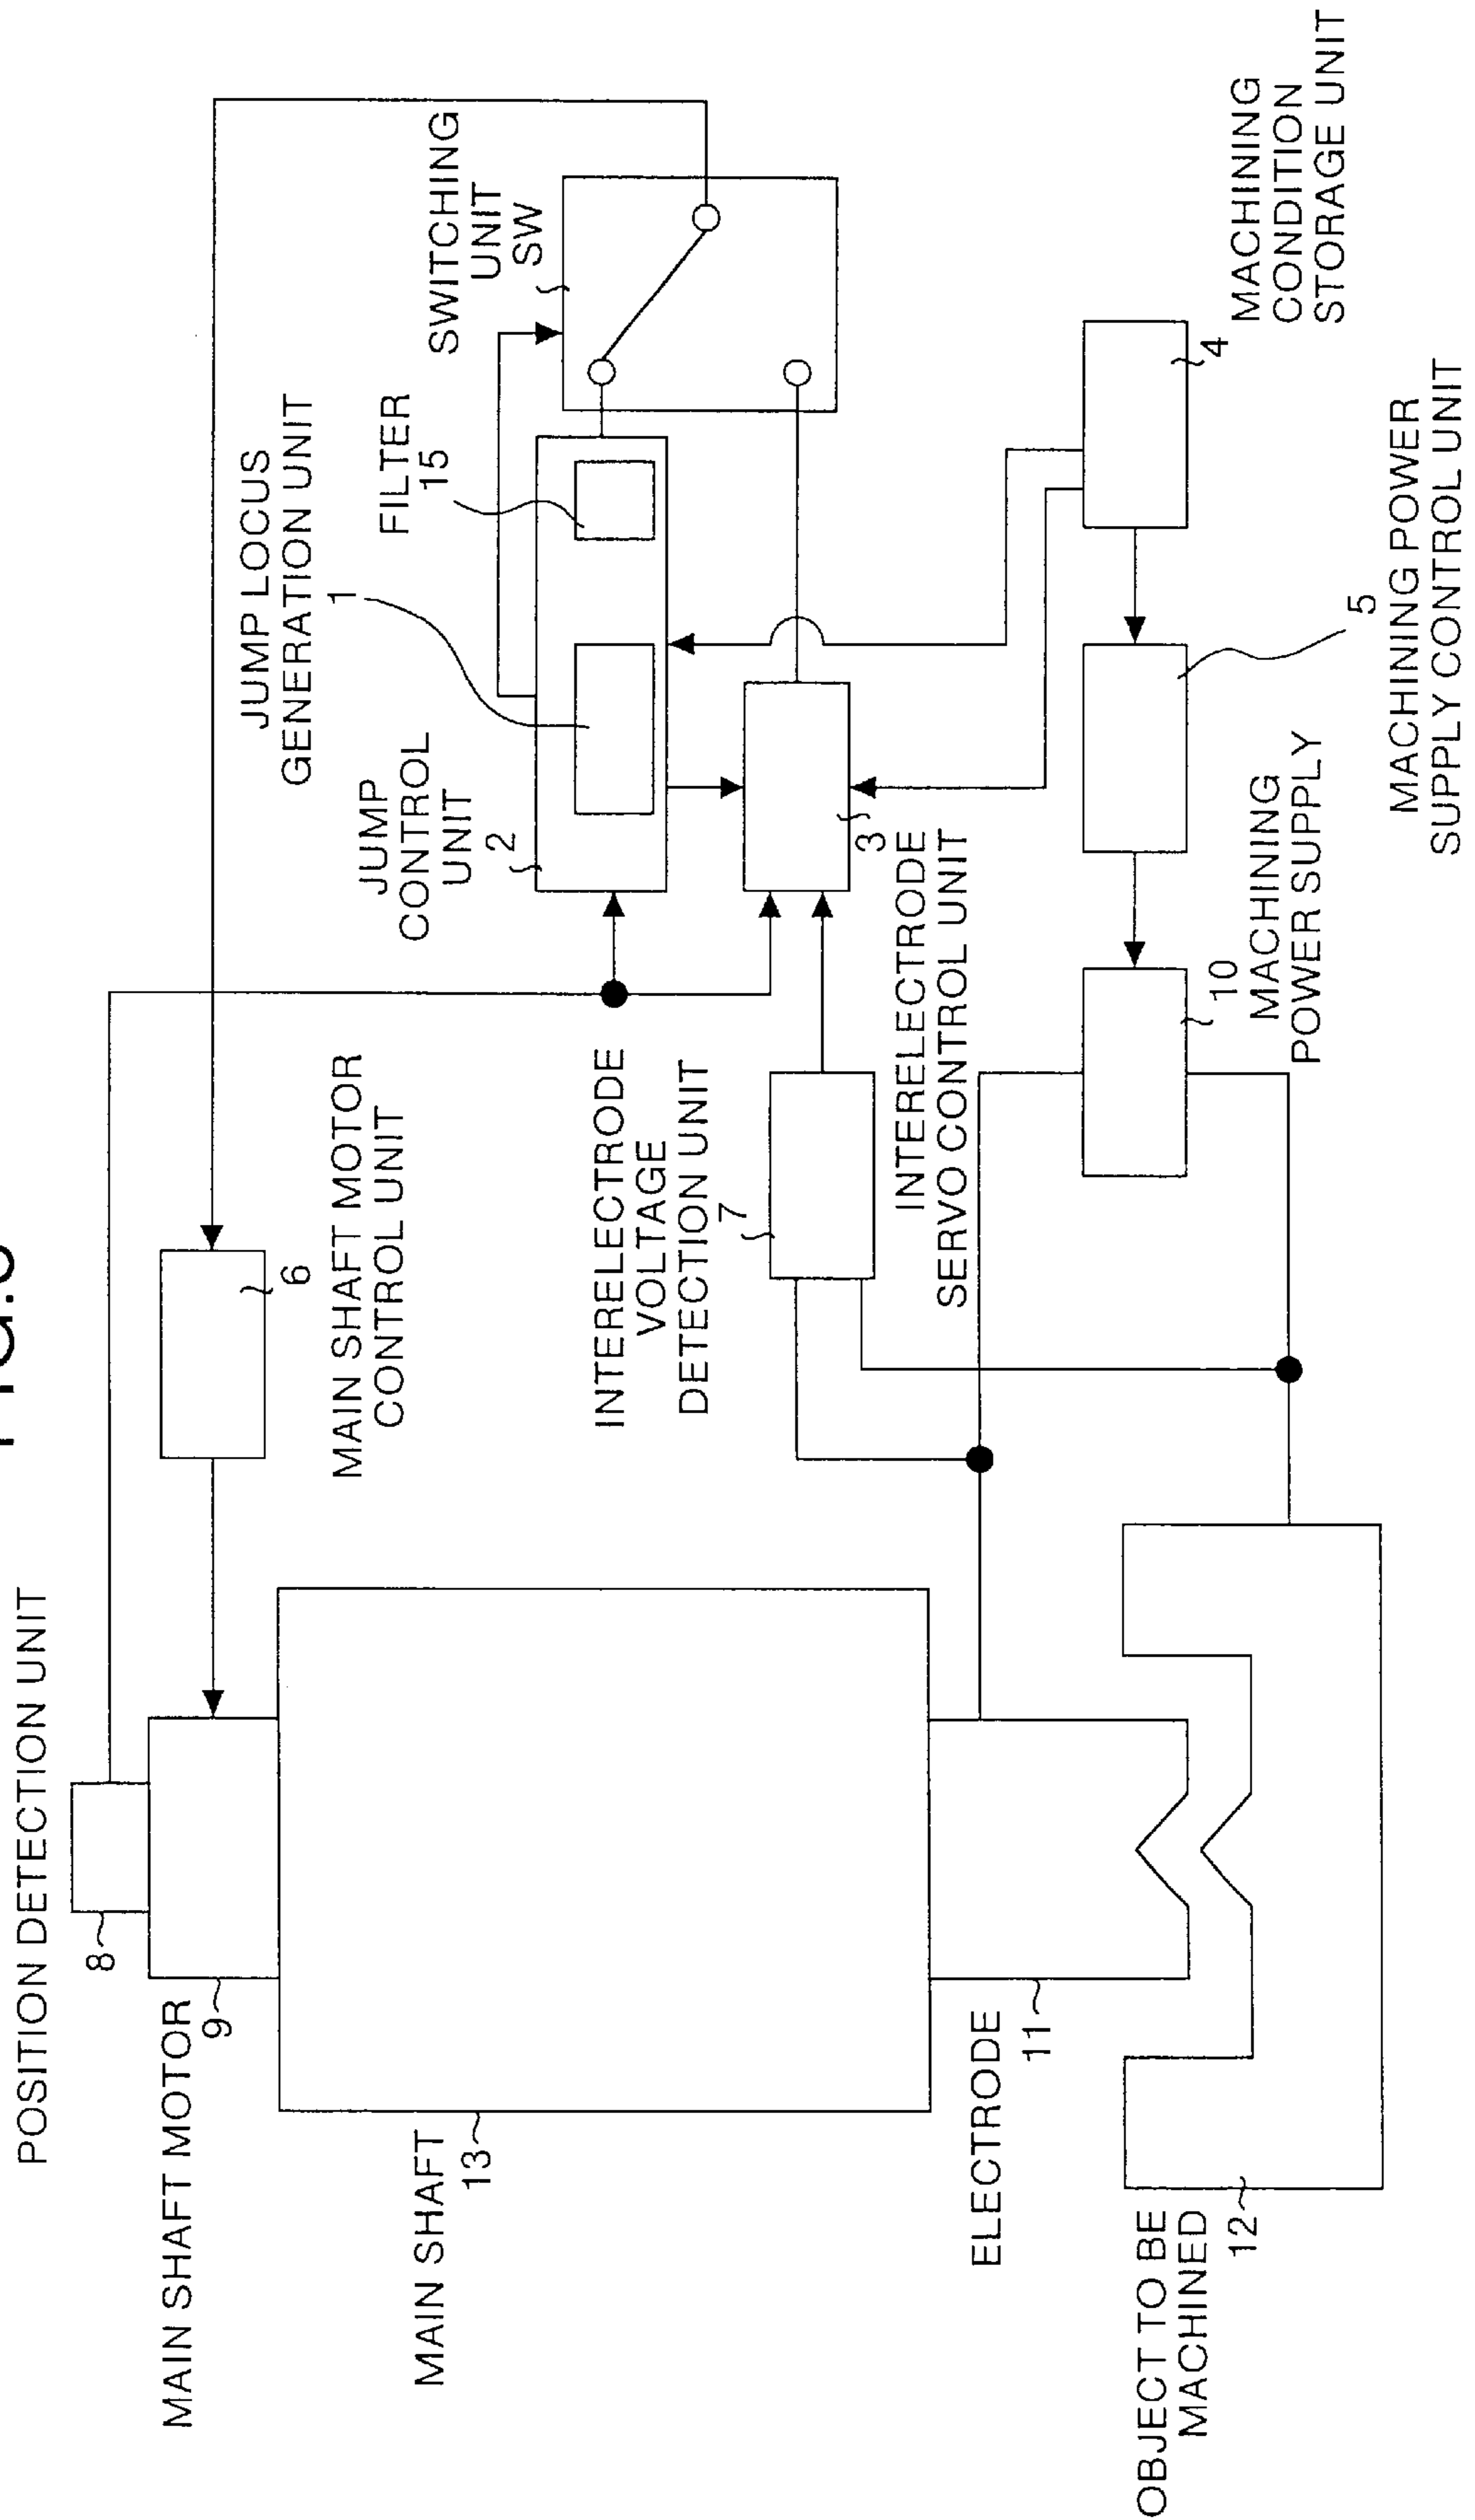 POSITION DETECTION UNIT
8
MAIN SHAFT MOTOR
9
MAIN SHAFT
13
ELECTRODE
11
OBJECT TO BE
MACHINED
12
6
MAIN SHAFT MOTOR
CONTROL UNIT
INTERELECTRODE
VOLTAGE
DETECTION UNIT
7
JUMP LOCUS
GENERATION UNIT
1
JUMP
CONTROL
UNIT
2
FILTER
15
SWITCHING
UNIT
SW
3
INTERELECTRODE
SERVO CONTROL UNIT
10
MACHINING
POWER SUPPLY
5
MACHINING POWER
SUPPLY CONTROL UNIT
4
MACHINING
CONDITION
STORAGE UNIT